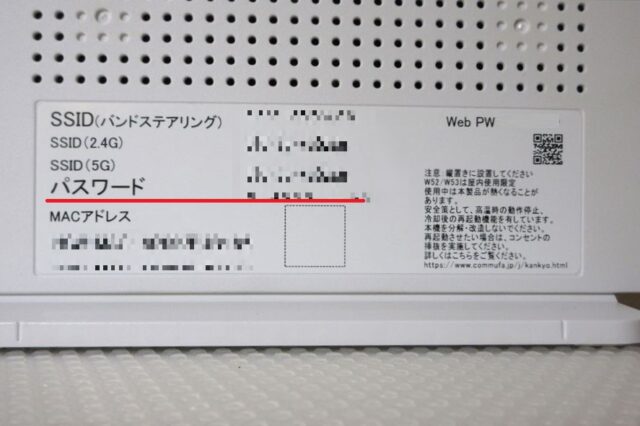 SSID(バンドステアリング)
SSID(2.4G)
SSID(5G)
パスワード
MACアドレス
Web PW
注意:縦置きに設置してください
W52/W53は屋内使用限定
使用中は本製品が熱くなることが
あります。
安全策として、高温時の動作停止、
冷却後の再起動機能を有しています。
本機を分解・改造しないでください。
再起動させたい場合は、コンセントの
挿抜を実施してください。
詳しくはこちらをご覧ください。
https://www.commufa.jp/j/kankyo.html